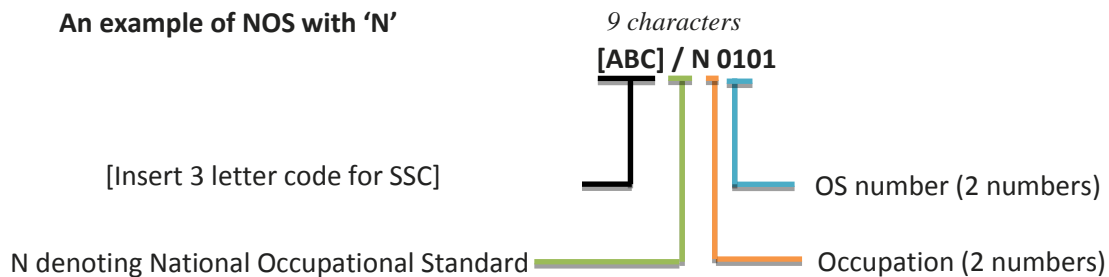 An example of NOS with ‘N’
9 characters
[ABC] / N 0101
[Insert 3 letter code for SSC]
OS number (2 numbers)
N denoting National Occupational Standard
Occupation (2 numbers)